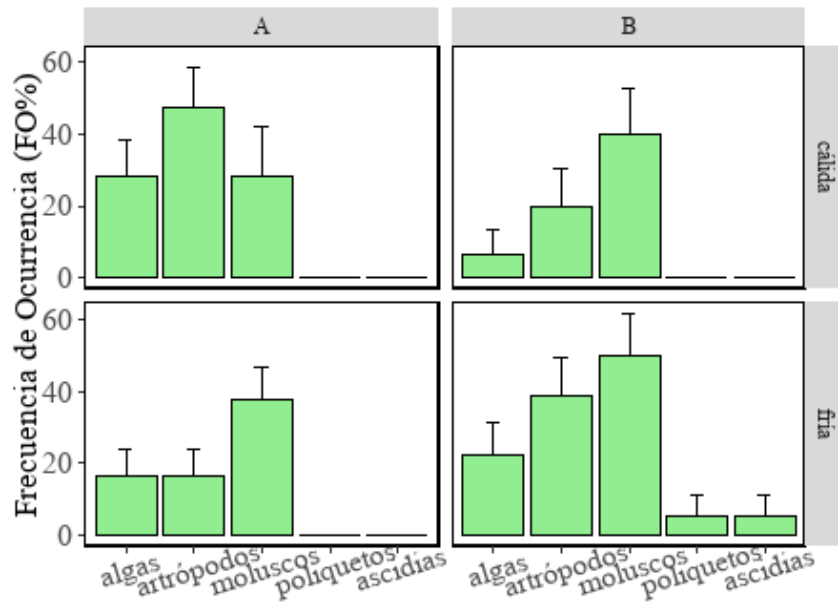 A
B
Frecuencia de Ocurrencia (FO%)
60
40
20
0
cálida
60
40
20
0
fría
algas
artrópodos
moluscos
poliquetos
ascidias
algas
artrópodos
moluscos
poliquetos
ascidias